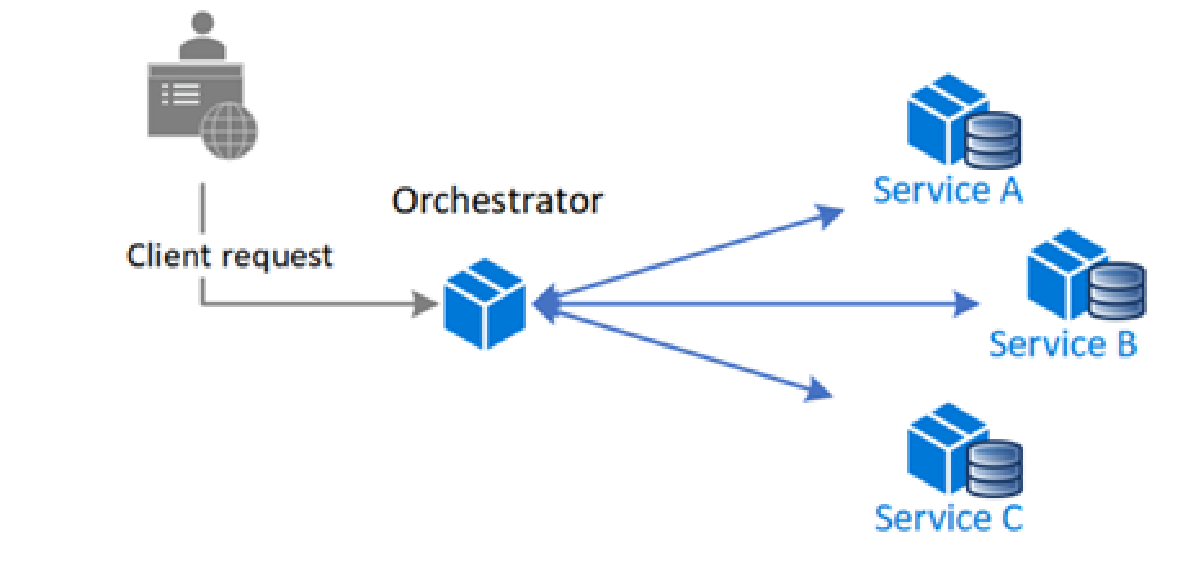 Orchestrator
Client request
Service A
Service B
Service C